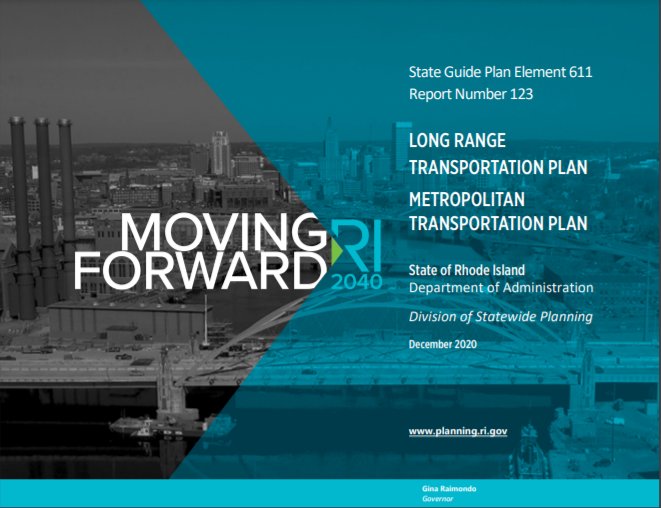 State Guide Plan Element 611
Report Number 123
LONG RANGE
TRANSPORTATION PLAN
METROPOLITAN
TRANSPORTATION PLAN
MOVING
FORWARD
RI
2040
State of Rhode Island
Department of Administration
Division of Statewide Planning
December 2020
www.planning.ri.gov
Gina Raimondo
Governor